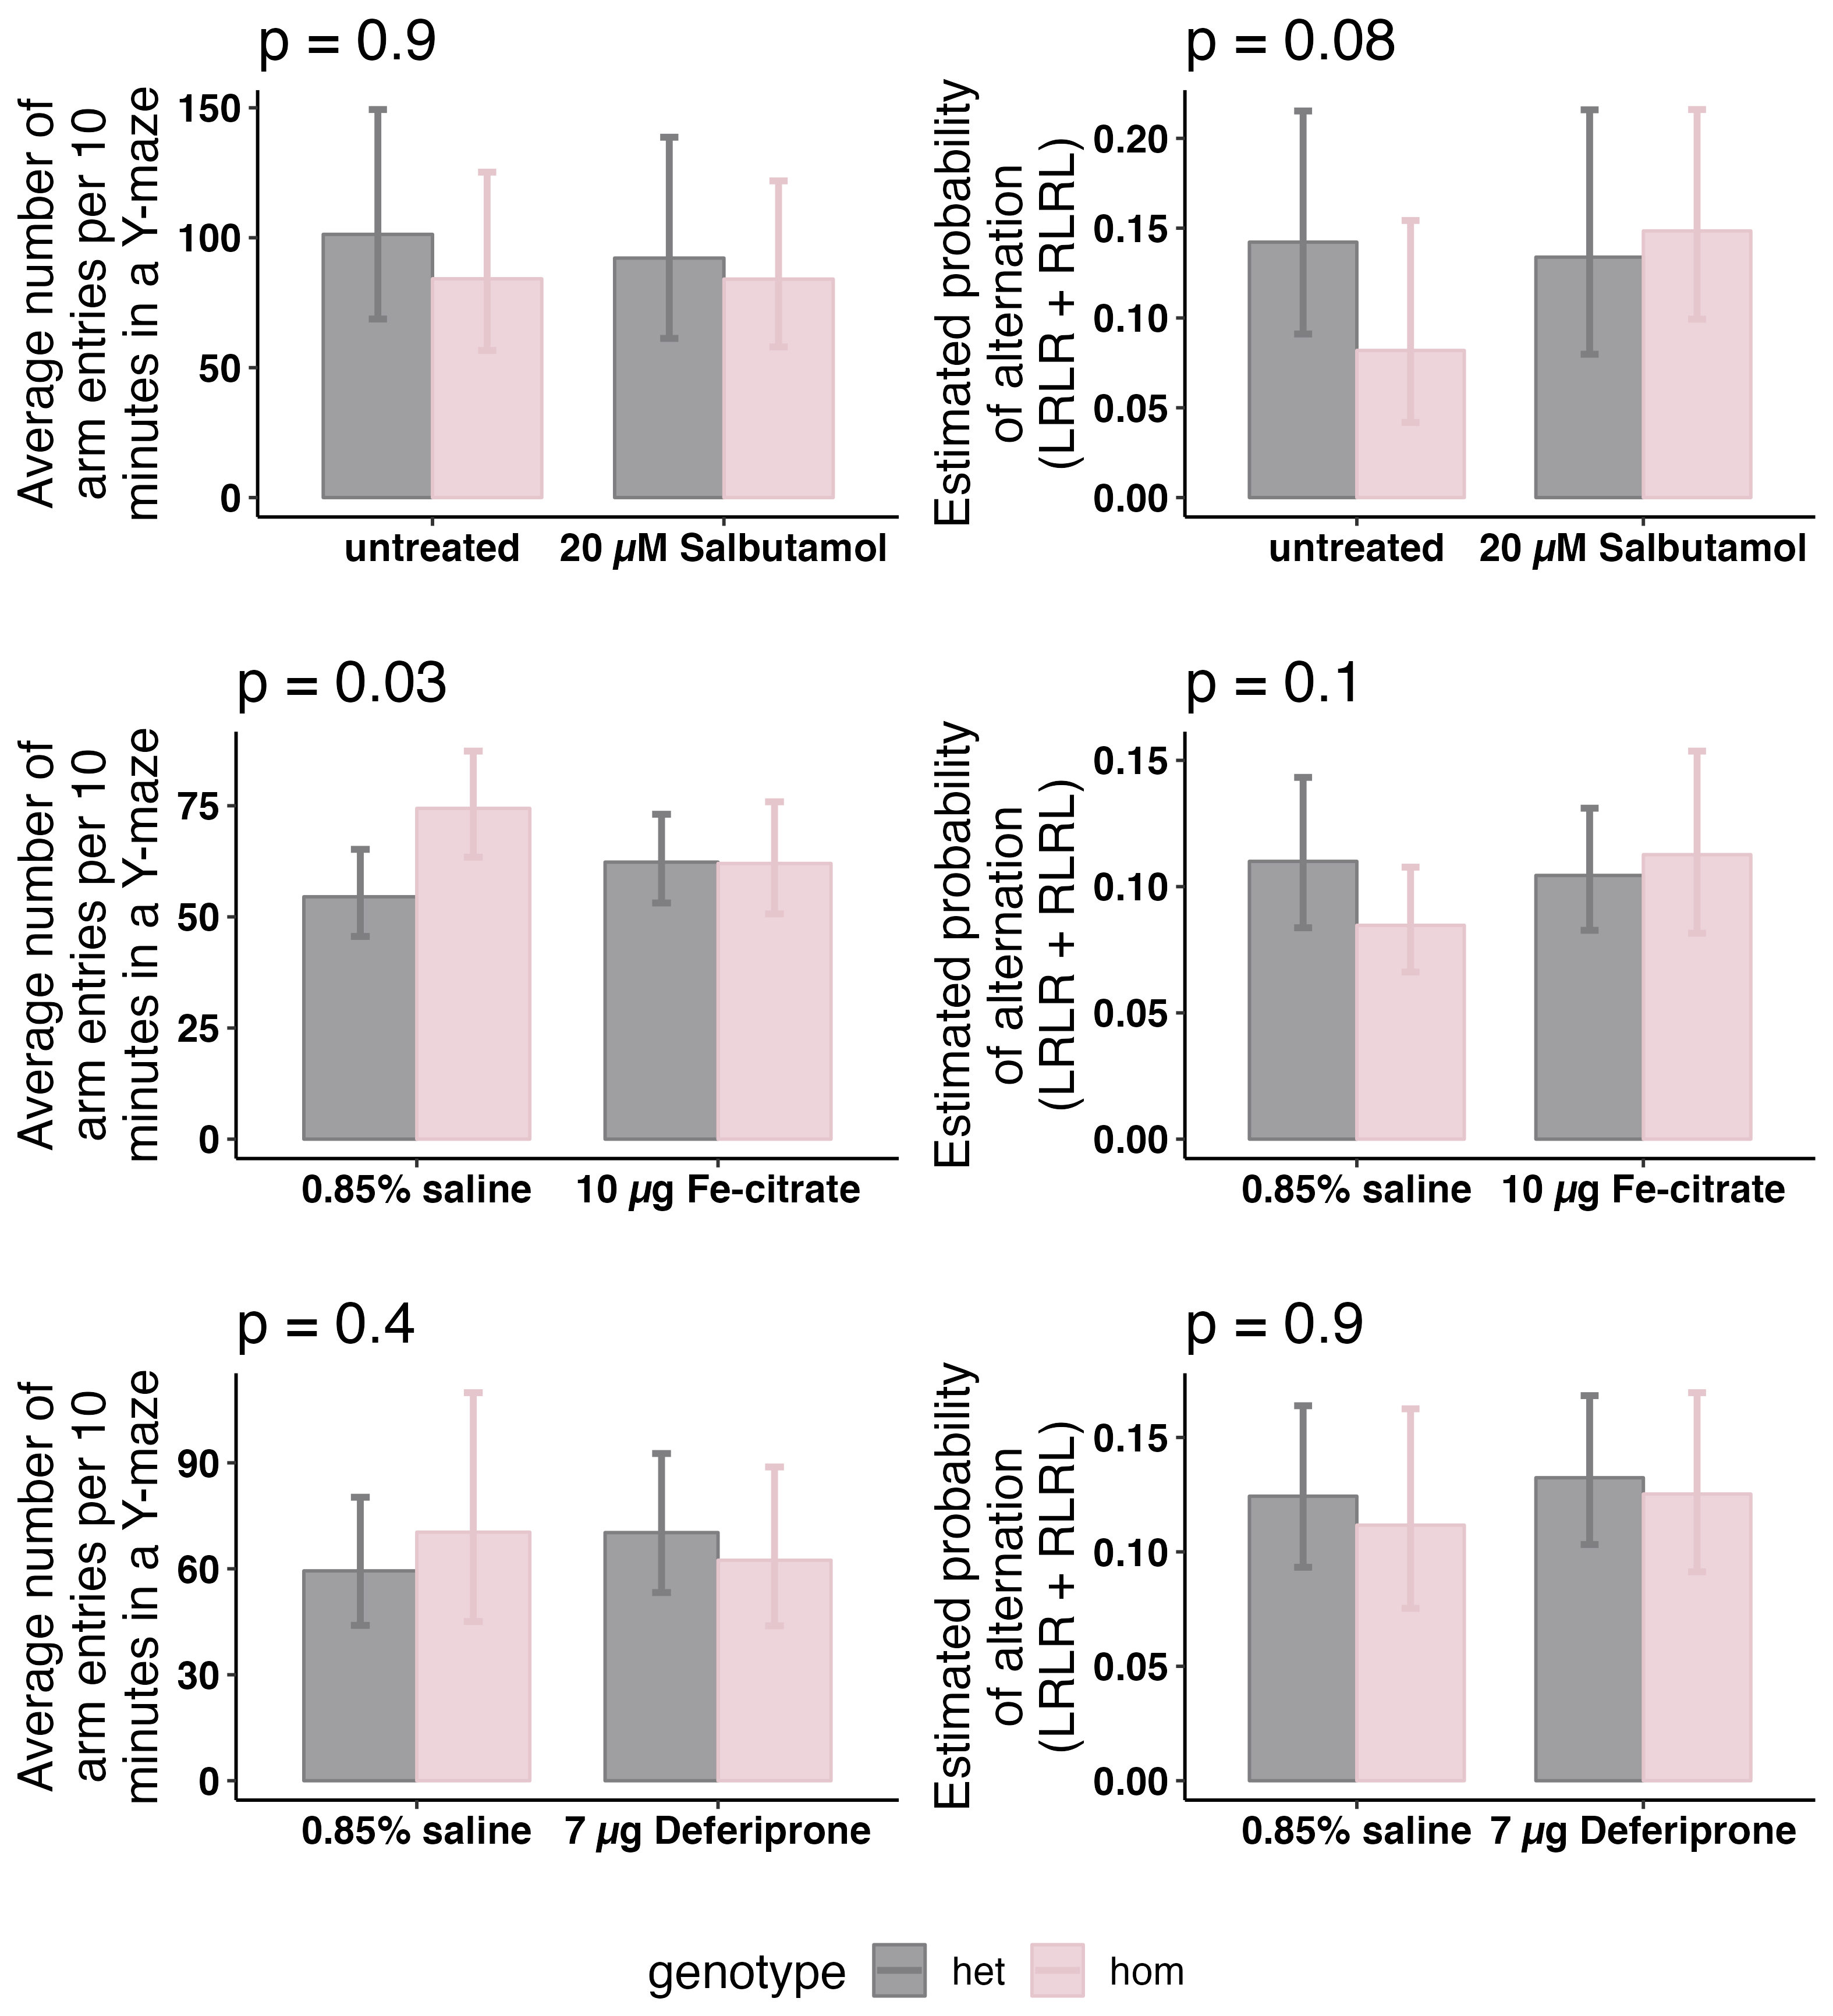 p = 0.9
Average number of
arm entries per 10
minutes in a Y-maze
150
100
50
0
untreated
20 µM Salbutamol
p = 0.08
Estimated probability
of alternation
(LRLR + RLRL)
0.20
0.15
0.10
0.05
0.00
untreated
20 µM Salbutamol
p = 0.03
Average number of
arm entries per 10
minutes in a Y-maze
75
50
25
0
0.85% saline
10 µg Fe-citrate
p = 0.1
Estimated probability
of alternation
(LRLR + RLRL)
0.15
0.10
0.05
0.00
0.85% saline
10 µg Fe-citrate
p = 0.4
Average number of
arm entries per 10
minutes in a Y-maze
90
60
30
0
0.85% saline
7 µg Deferiprone
p = 0.9
Estimated probability
of alternation
(LRLR + RLRL)
0.15
0.10
0.05
0.00
0.85% saline
7 µg Deferiprone
genotype het hom